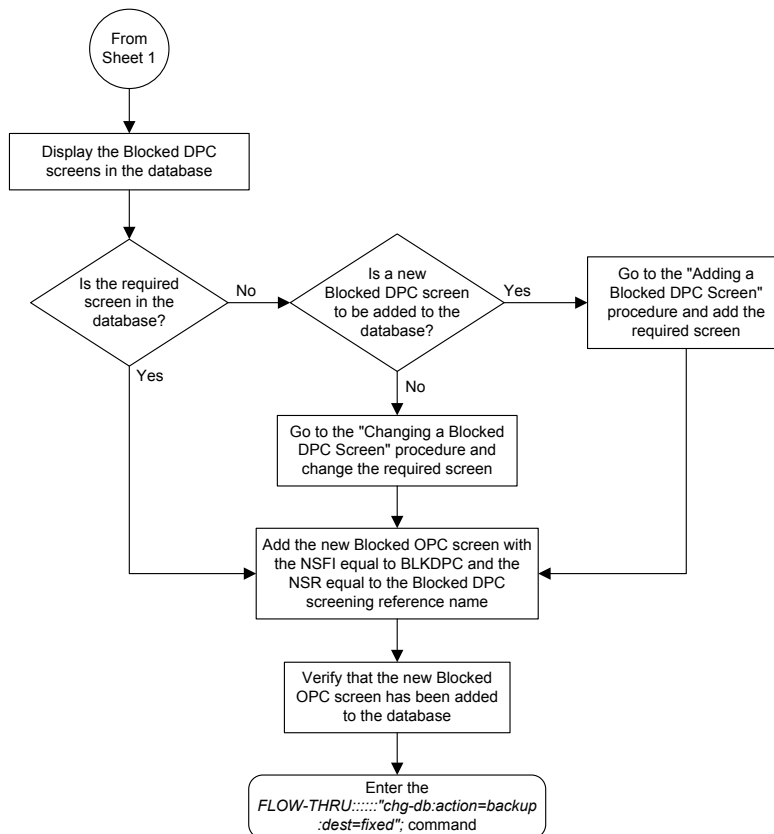 From
Sheet 1
Display the Blocked DPC
screens in the database
Is the required
screen in the
database?
No
Yes
Is a new
Blocked DPC screen
to be added to the
database?
Yes
No
Go to the "Adding a
Blocked DPC Screen"
procedure and add the
required screen
Go to the "Changing a Blocked
DPC Screen" procedure and
change the required screen
Add the new Blocked OPC screen with
the NSFI equal to BLKDPC and the
NSR equal to the Blocked DPC
screening reference name
Verify that the new Blocked
OPC screen has been added
to the database
Enter the
FLOW-THRU::::::"chg-db:action=backup
:dest=fixed"; command